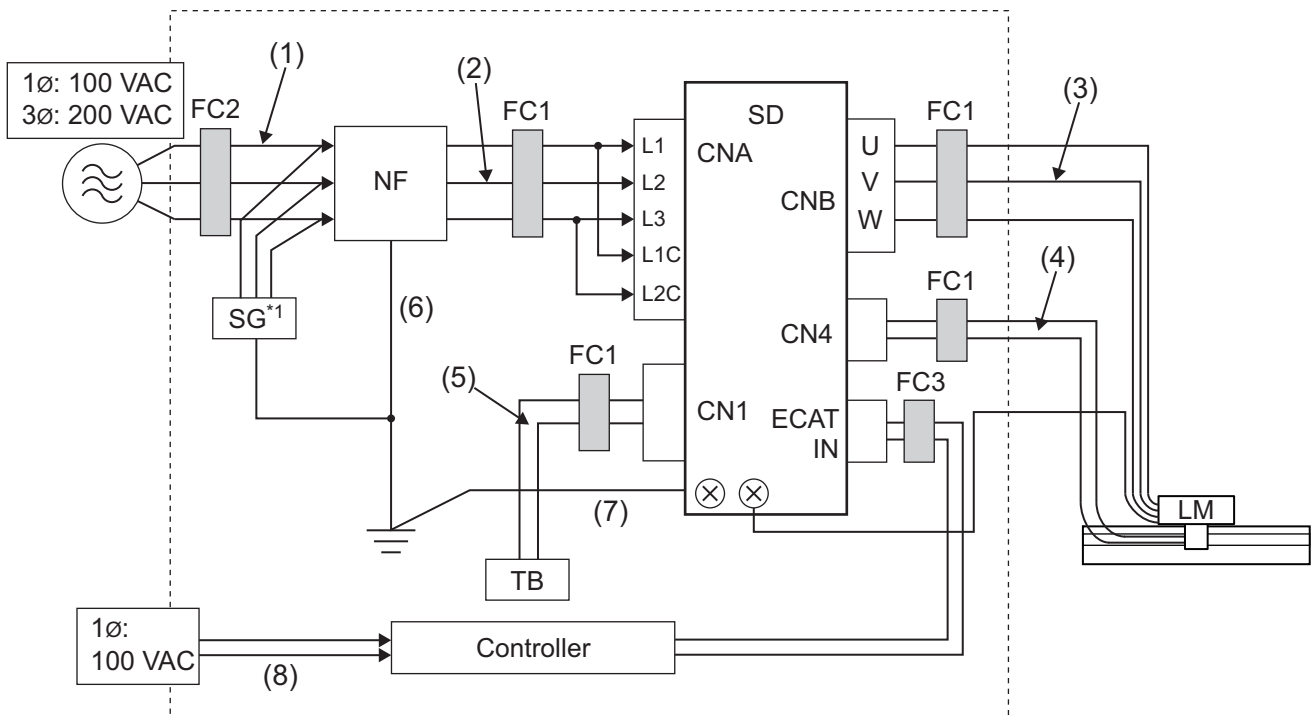 (1)
1ø: 100 VAC
3ø: 200 VAC
FC2
(2)
FC1
SD
FC1
(3)
NF
L1
L2
L3
L1C
L2C
CNA
CNB
U
V
W
SG*1
(6)
FC1
(4)
CN4
FC1
(5)
CN1
FC3
ECAT
IN
(7)
LM
TB
1ø:
100 VAC
(8)
Controller